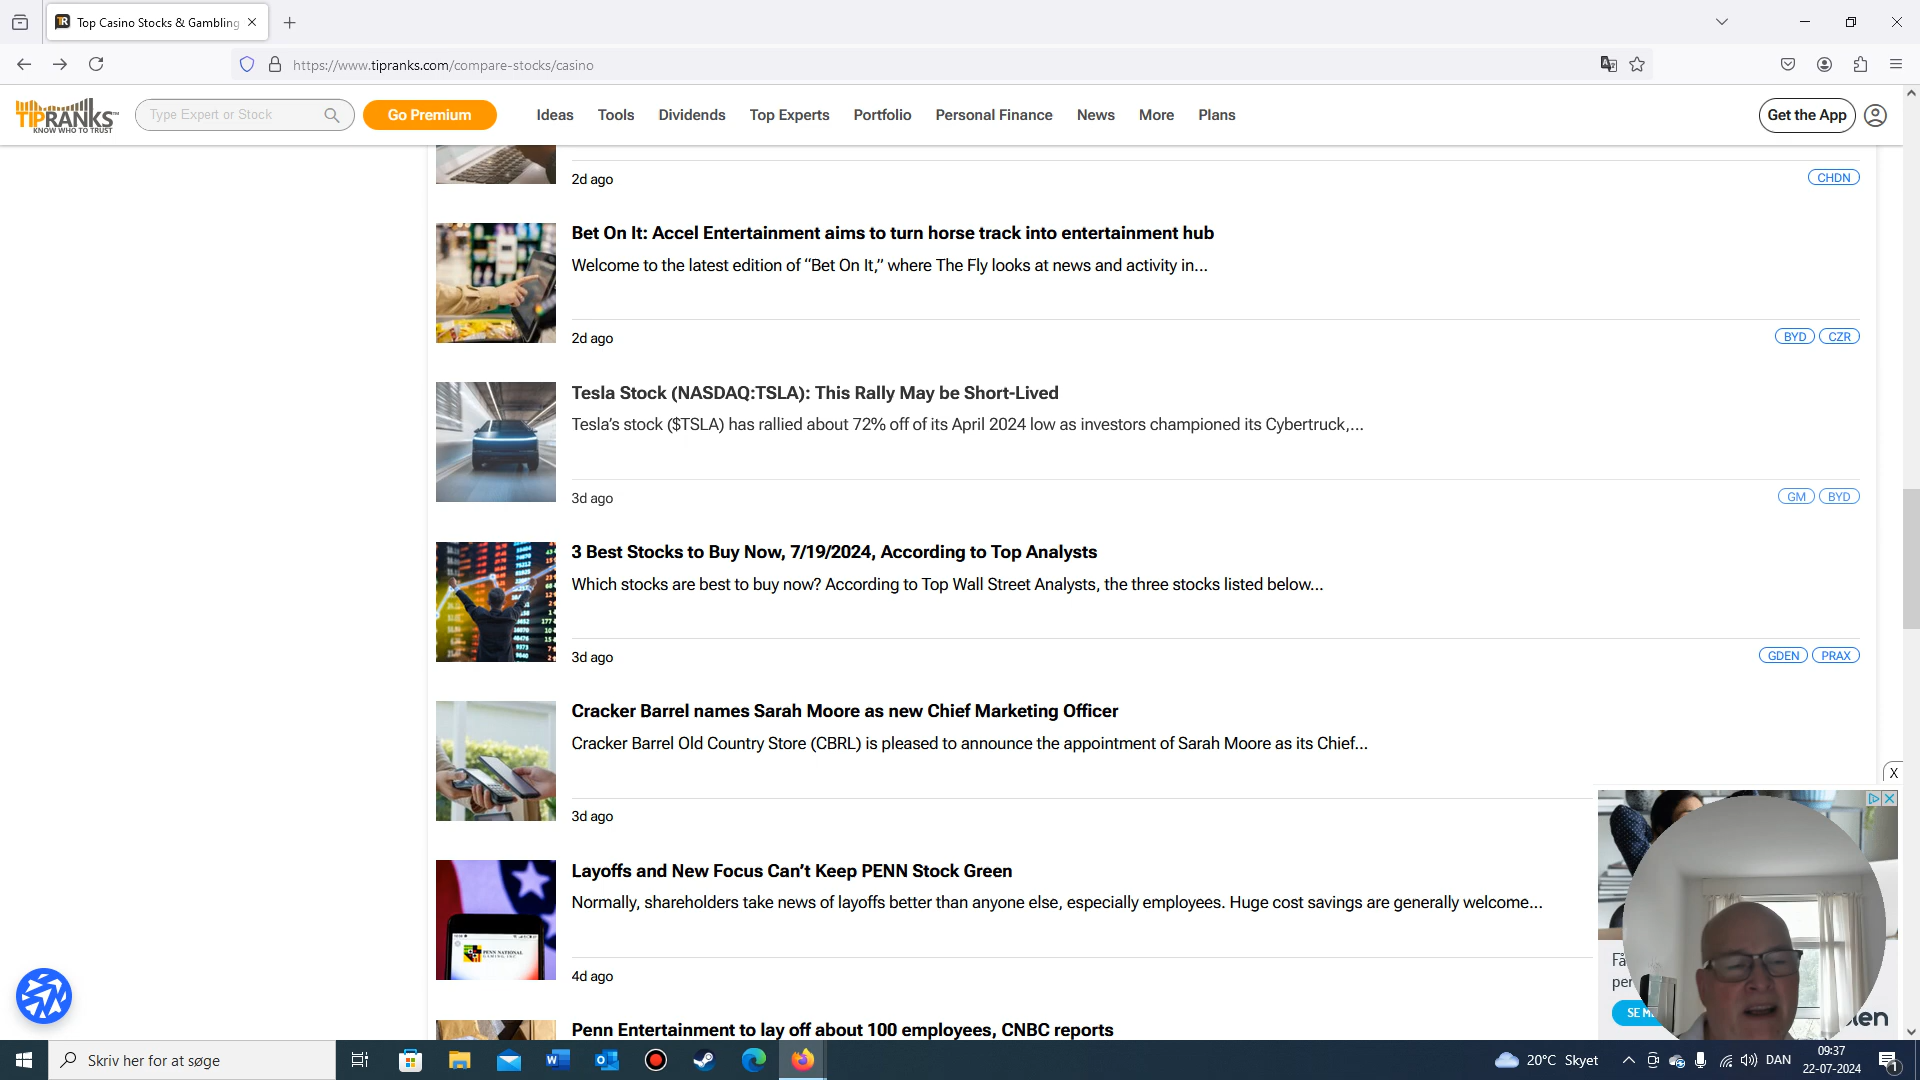 Top Casino Stocks & Gambling
https://www.tipranks.com/compare-stocks/casino
TIPRANKS™
KNOW WHO TO TRUST
Type Expert or Stock
Go Premium
Ideas
Tools
Dividends
Top Experts
Portfolio
Personal Finance
News
More
Plans
Get the App
2d ago
CHDN
Bet On It: Accel Entertainment aims to turn horse track into entertainment hub
Welcome to the latest edition of “Bet On It,” where The Fly looks at news and activity in...
2d ago
BYD
CZR
Tesla Stock (NASDAQ:TSLA): This Rally May be Short-Lived
Tesla’s stock ($TSLA) has rallied about 72% off of its April 2024 low as investors championed its Cybertruck,...
3d ago
GM
BYD
3 Best Stocks to Buy Now, 7/19/2024, According to Top Analysts
Which stocks are best to buy now? According to Top Wall Street Analysts, the three stocks listed below...
3d ago
GDEN
PRAX
Cracker Barrel names Sarah Moore as new Chief Marketing Officer
Cracker Barrel Old Country Store (CBRL) is pleased to announce the appointment of Sarah Moore as its Chief...
X
3d ago
Layoffs and New Focus Can’t Keep PENN Stock Green
Normally, shareholders take news of layoffs better than anyone else, especially employees. Huge cost savings are generally welcome...
PENN NATIONAL
GAMING, INC
4d ago
Få
per
SE M
Penn Entertainment to lay off about 100 employees, CNBC reports
Skriv her for at søge
20°C Skyet
DAN
09:37
22-07-2024
1